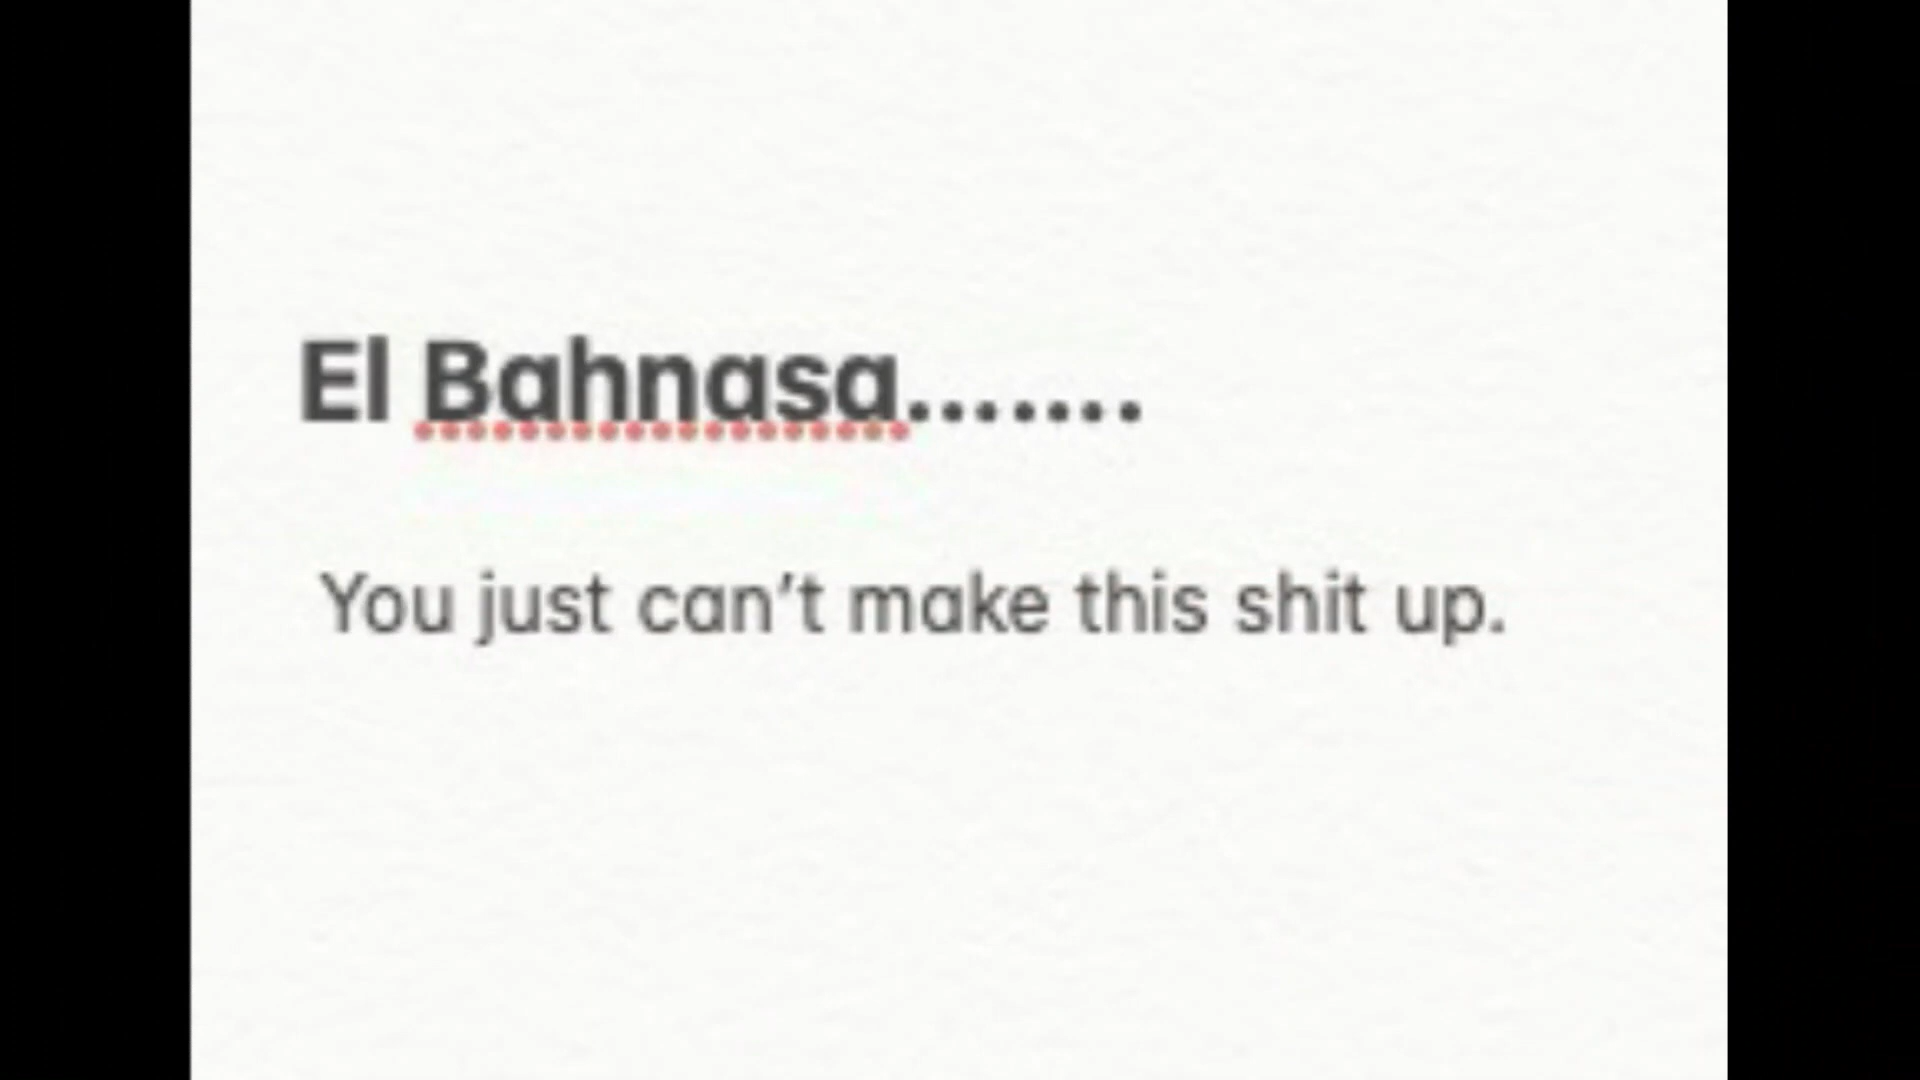 El Bahnasa.......
You just can’t make this shit up.